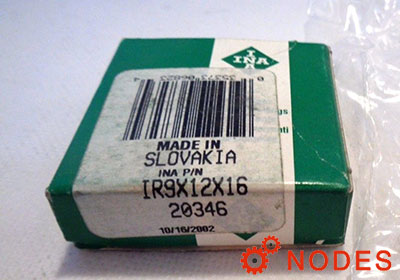 INA
MADE IN
SLOVAKIA
INA P/N
IR9X12X16
20346
10/16/2002
NODES